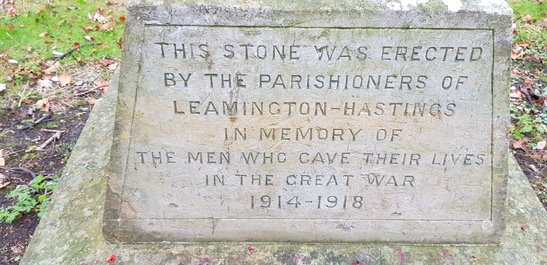 THIS STONE WAS ERECTED
BY THE PARISHIONERS OF
LEAMINGTON-HASTINGS
IN MEMORY OF
THE MEN WHO GAVE THEIR LIVES
IN THE GREAT WAR
1914-1918